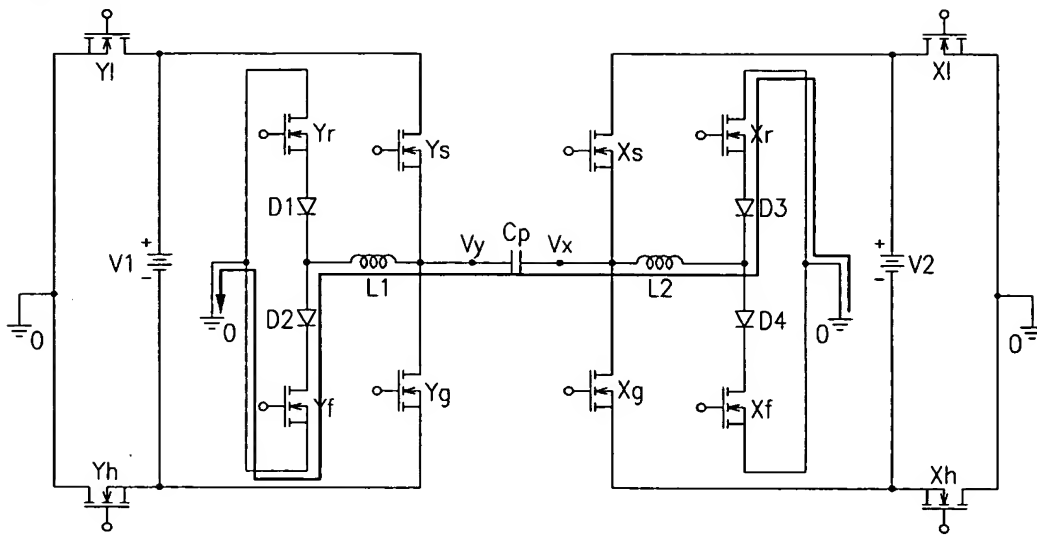 Yl
Xl
Yr
Ys
Xs
Xr
D1
D3
+
V1
-
Vy
Cp
Vx
+
V2
-
L1
L2
0
D2
0
D4
0
0
Yf
Yg
Xg
Xf
Yh
Xh